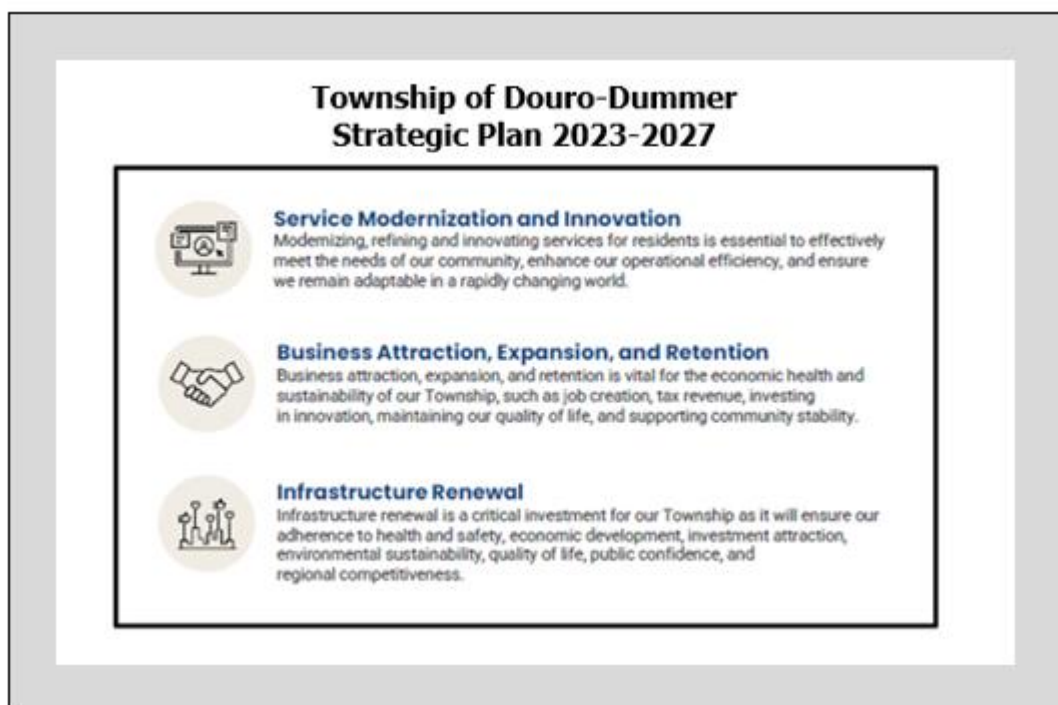 Township of Douro-Dummer
Strategic Plan 2023-2027
Service Modernization and Innovation
Modernizing, refining and innovating services for residents is essential to effectively
meet the needs of our community, enhance our operational efficiency, and ensure
we remain adaptable in a rapidly changing world.
Business Attraction, Expansion, and Retention
Business attraction, expansion, and retention is vital for the economic health and
sustainability of our Township, such as job creation, tax revenue, investing
in innovation, maintaining our quality of life, and supporting community stability.
Infrastructure Renewal
Infrastructure renewal is a critical investment for our Township as it will ensure our
adherence to health and safety, economic development, investment attraction,
environmental sustainability, quality of life, public confidence, and
regional competitiveness.